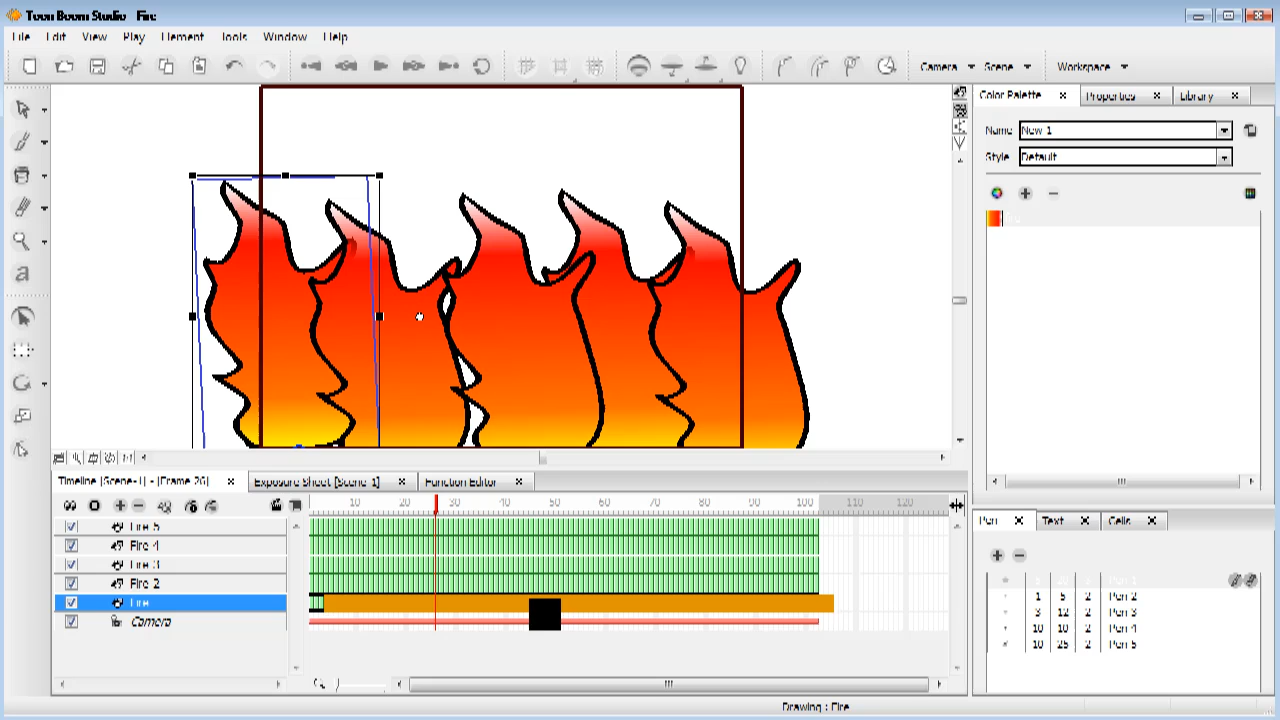 Toon Boom Studio - Fire
File Edit View Play Element Tools Window Help
Camera Scene Workspace
Color Palette Properties Library
Name New 1
Style Default
Timeline [Scene-1] - [Frame 26] Exposure Sheet [Scene 1] Function Editor
10 20 30 40 50 60 70 80 90 100 110 120
Fire 5
Fire 4
Fire 3
Fire 2
Fire
Camera
Pen Text Cells
Pen 1
1 5 2 Pen 2
3 12 2 Pen 3
10 10 2 Pen 4
10 25 2 Pen 5
Drawing : Fire